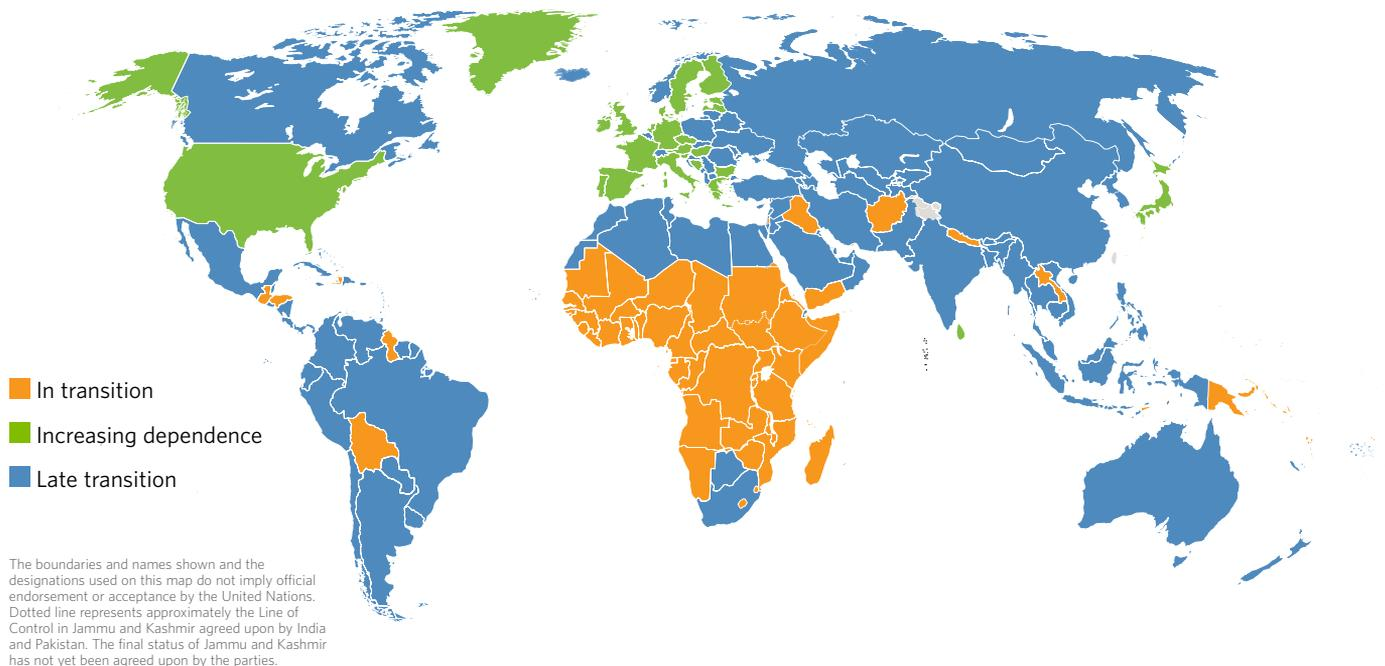 In transition
Increasing dependence
Late transition
The boundaries and names shown and the
designations used on this map do not imply official
endorsement or acceptance by the United Nations.
Dotted line represents approximately the Line of
Control in Jammu and Kashmir agreed upon by India
and Pakistan. The final status of Jammu and Kashmir
has not yet been agreed upon by the parties.